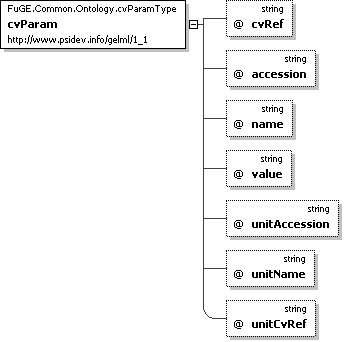 FuGE.Common.Ontology.cvParamType
cvParam
http://www.psidev.info/gelml/1_1
string
@ cvRef
string
@ accession
string
@ name
string
@ value
string
@ unitAccession
string
@ unitName
string
@ unitCvRef